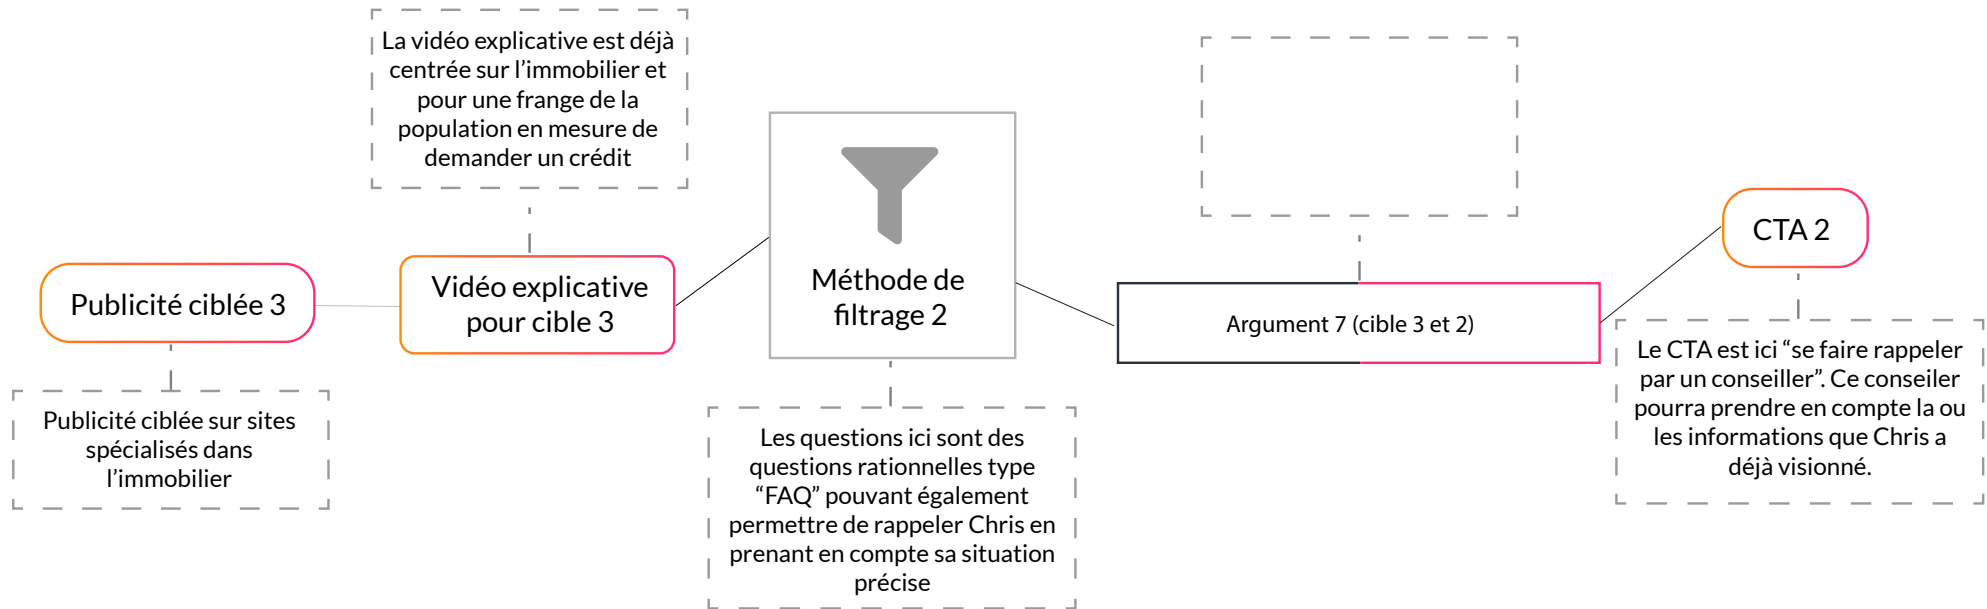 La vidéo explicative est déjà
centrée sur l’immobilier et
pour une frange de la
population en mesure de
demander un crédit
Publicité ciblée 3
Vidéo explicative
pour cible 3
Méthode de
filtrage 2
Argument 7 (cible 3 et 2)
CTA 2
Publicité ciblée sur sites
spécialisés dans
l’immobilier
Les questions ici sont des
questions rationnelles type
“FAQ” pouvant également
permettre de rappeler Chris en
prenant en compte sa situation
précise
Le CTA est ici “se faire rappeler
par un conseiller”. Ce conseiler
pourra prendre en compte la ou
les informations que Chris a
déjà visionné.